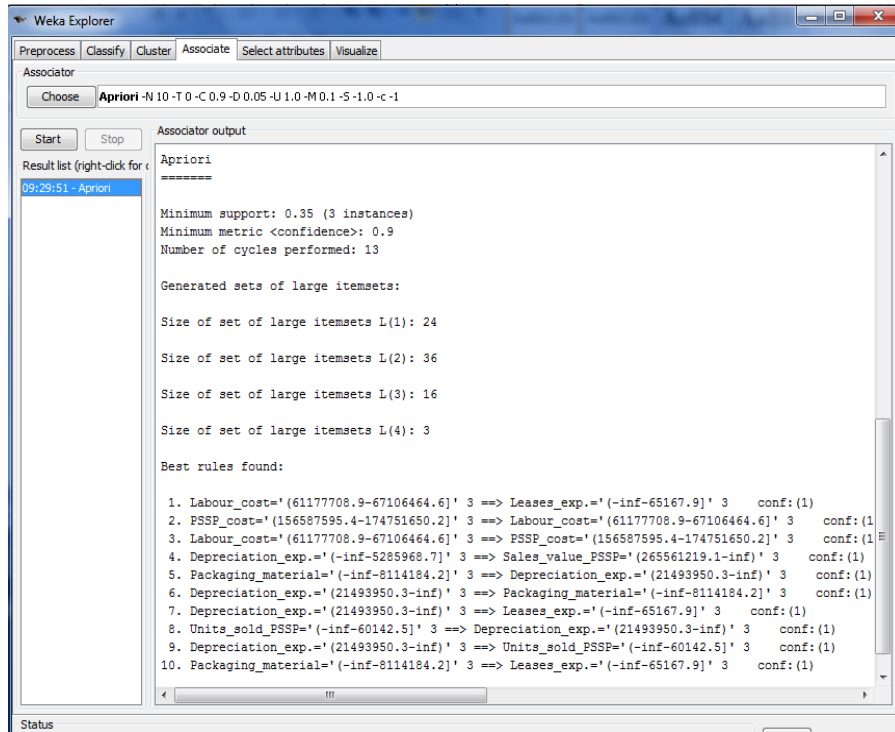 Weka Explorer
Preprocess Classify Cluster Associate Select attributes Visualize
Associator
Choose Apriori -N 10 -T 0 -C 0.9 -D 0.05 -U 1.0 -M 0.1 -S -1.0 -c -1
Start Stop
Result list (right-click for
09:29:51 - Apriori
Associator output
Apriori
=======
Minimum support: 0.35 (3 instances)
Minimum metric <confidence>: 0.9
Number of cycles performed: 13
Generated sets of large itemsets:
Size of set of large itemsets L(1): 24
Size of set of large itemsets L(2): 36
Size of set of large itemsets L(3): 16
Size of set of large itemsets L(4): 3
Best rules found:
1. Labour_cost='(61177708.9-67106464.6]' 3 ==> Leases_exp.='(-inf-65167.9]' 3 conf:(1)
2. PSSP_cost='(156587595.4-174751650.2]' 3 ==> Labour_cost='(61177708.9-67106464.6]' 3 conf:(1
3. Labour_cost='(61177708.9-67106464.6]' 3 ==> PSSP_cost='(156587595.4-174751650.2]' 3 conf:(1
4. Depreciation_exp.='(-inf-5285968.7]' 3 ==> Sales_value_PSSP='(265561219.1-inf)' 3 conf:(1)
5. Packaging_material='(-inf-8114184.2]' 3 ==> Depreciation_exp.='(21493950.3-inf)' 3 conf:(1)
6. Depreciation_exp.='(21493950.3-inf)' 3 ==> Packaging_material='(-inf-8114184.2]' 3 conf:(1)
7. Depreciation_exp.='(21493950.3-inf)' 3 ==> Leases_exp.='(-inf-65167.9]' 3 conf:(1)
8. Units_sold_PSSP='(-inf-60142.5]' 3 ==> Depreciation_exp.='(21493950.3-inf)' 3 conf:(1)
9. Depreciation_exp.='(21493950.3-inf)' 3 ==> Units_sold_PSSP='(-inf-60142.5]' 3 conf:(1)
10. Packaging_material='(-inf-8114184.2]' 3 ==> Leases_exp.='(-inf-65167.9]' 3 conf:(1)
Status